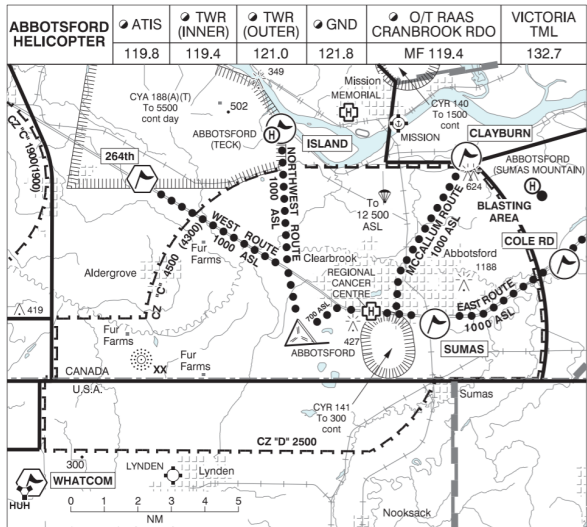 ABBOTSFORD
HELICOPTER
ATIS
119.8
TWR
(INNER)
119.4
TWR
(OUTER)
121.0
GND
121.8
O/T RAAS
CRANBROOK RDO
MF 119.4
VICTORIA
TML
132.7
349
Mission
MEMORIAL
H
CYA 188(A)(T)
To 5500
cont day
502
CYR 140
To 1500
cont
CZ "C" 1900(1900)
ABBOTSFORD
(TECK)
H
ISLAND
MISSION
CLAYBURN
264th
ABBOTSFORD
(SUMAS MOUNTAIN)
H
624
BLASTING
AREA
NORTHWEST ROUTE
1000 ASL
To
12 500
ASL
MCCALLUM ROUTE
1000 ASL
WEST ROUTE
1000 ASL
COLE RD
CZ "C" 4500 (4300)
Fur
Farms
Clearbrook
Abbotsford
1188
Aldergrove
REGIONAL
CANCER
CENTRE
H
EAST ROUTE
1000 ASL
700 ASL
419
427
SUMAS
ABBOTSFORD
Fur
Farms
XX
Fur
Farms
CANADA
U.S.A.
CYR 141
To 300
cont
Sumas
CZ "D" 2500
300
WHATCOM
LYNDEN
Lynden
HUH
0 1 2 3 4 5
NM
Nooksack